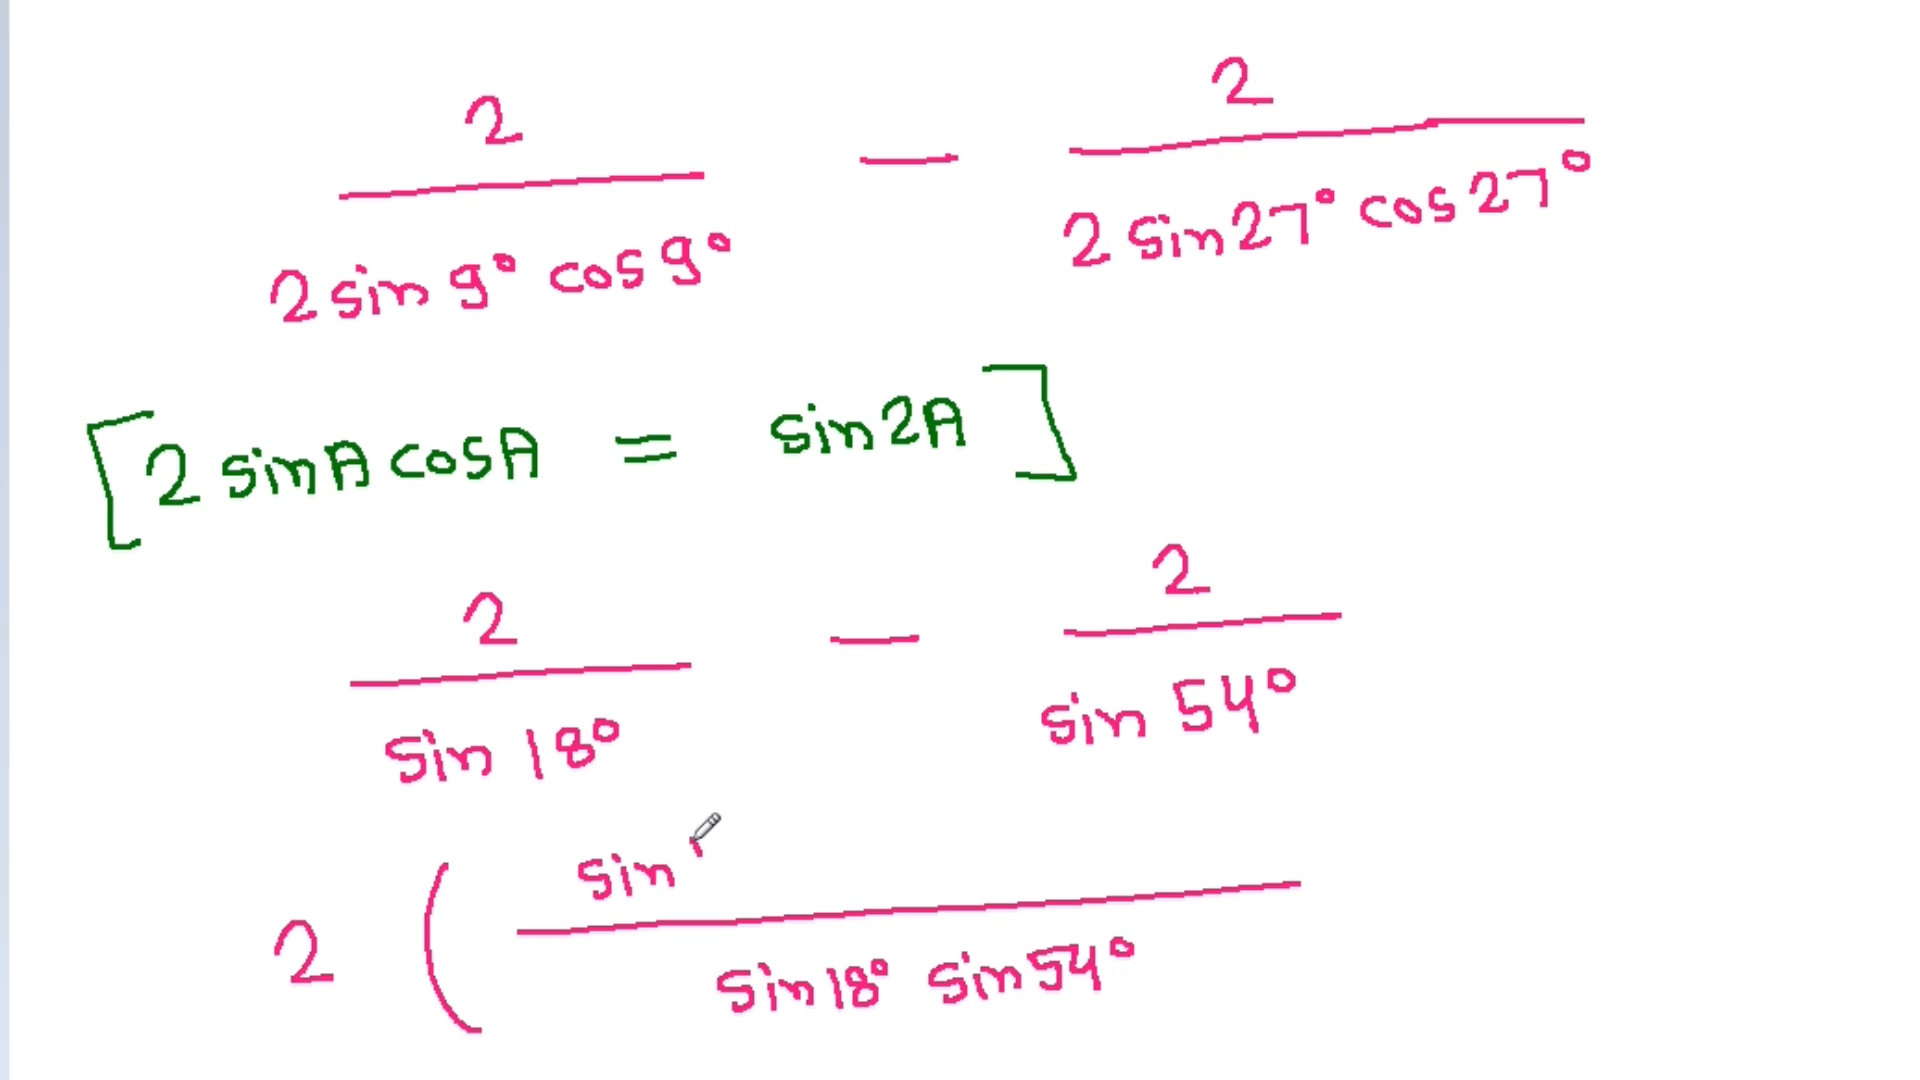 2 / (2 sin 9° cos 9°) − 2 / (2 sin 27° cos 27°)
[2 sinA cosA = sin2A]
2 / (sin 18°) − 2 / (sin 54°)
2 ( sin / (sin 18° sin 54°)